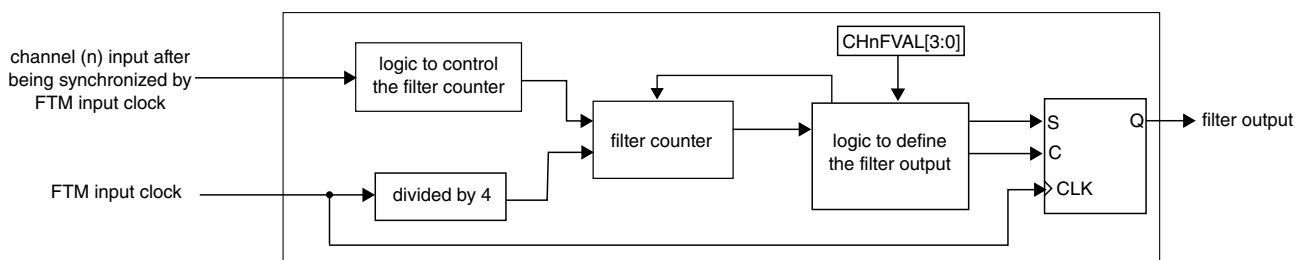 CHnFVAL[3:0]
channel (n) input after
being synchronized by
FTM input clock
logic to control
the filter counter
filter counter
logic to define
the filter output
S
Q
C
CLK
filter output
FTM input clock
divided by 4